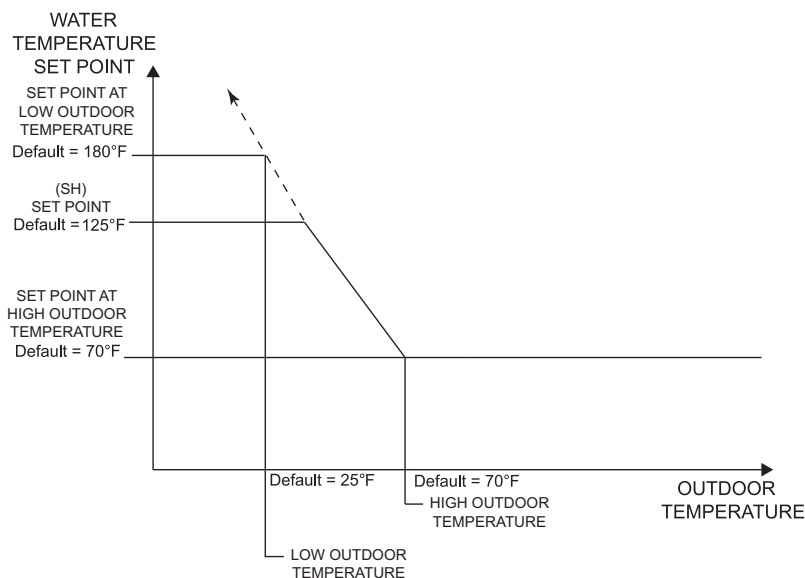 WATER
TEMPERATURE
SET POINT
SET POINT AT
LOW OUTDOOR
TEMPERATURE
Default = 180°F
(SH)
SET POINT
Default =125°F
SET POINT AT
HIGH OUTDOOR
TEMPERATURE
Default = 70°F
Default = 25°F
Default = 70°F
OUTDOOR
TEMPERATURE
HIGH OUTDOOR
TEMPERATURE
LOW OUTDOOR
TEMPERATURE